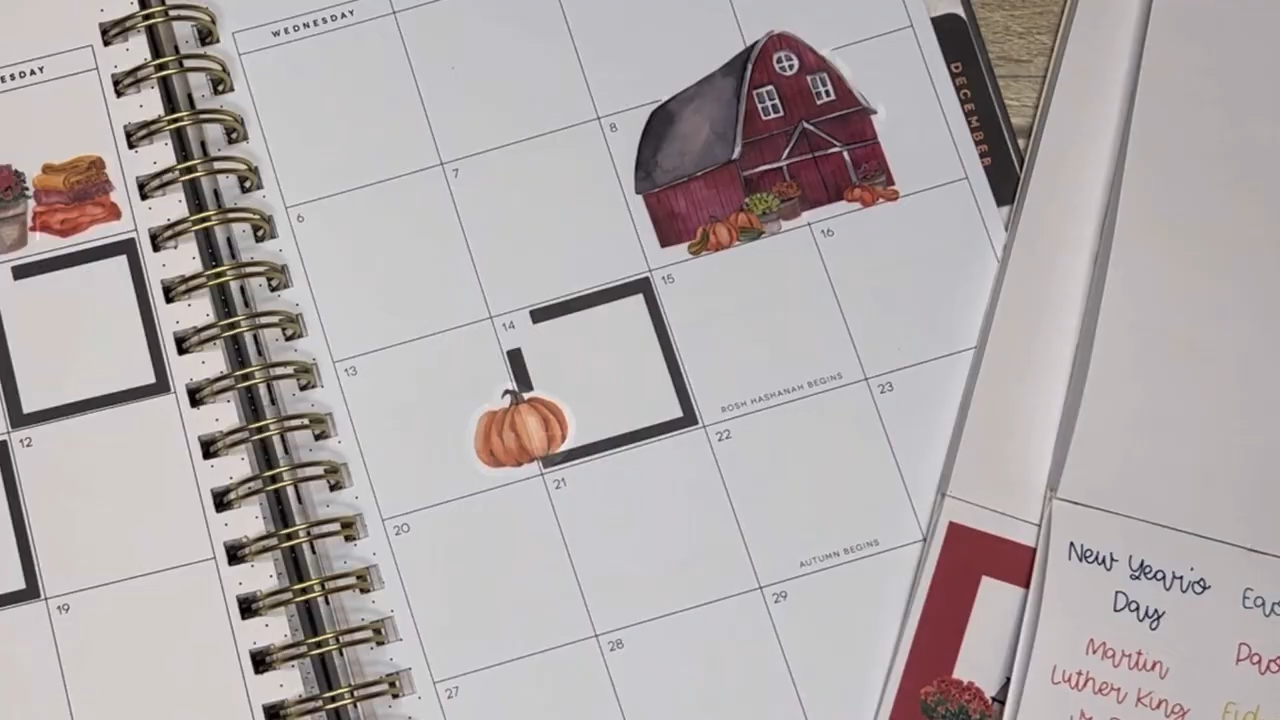 ESDAY
WEDNESDAY
DECEMBER
6
7
8
12
13
14
15
16
ROSH HASHANAH BEGINS
19
20
21
22
23
AUTUMN BEGINS
27
28
29
New Year's
Day
Martin
Luther King